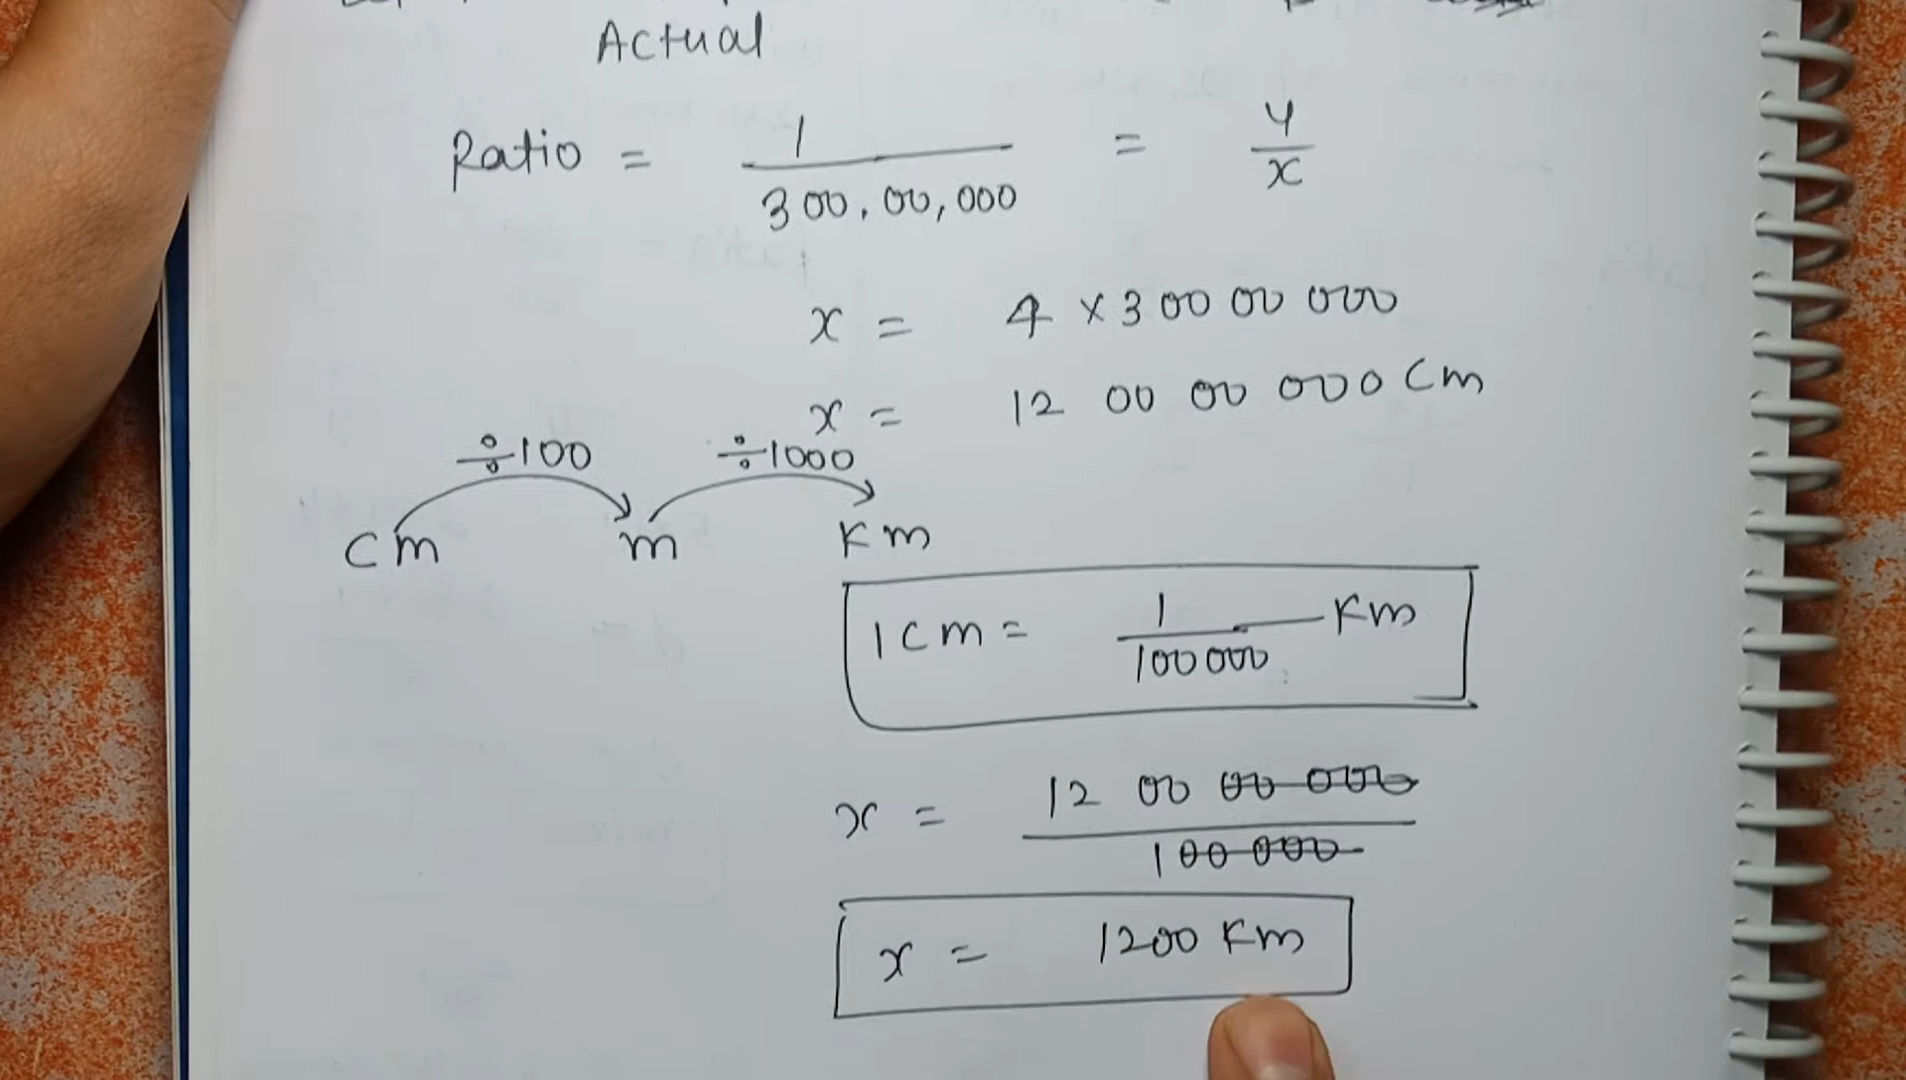 Actual
Ratio = 1/300,00,000 = 4/x
x = 4 × 300 00 000
x = 12 00 00 000 cm
÷100 ÷1000
cm m Km
1 cm = 1/100000 Km
x = 12 00 00 000/100 000
x = 1200 Km